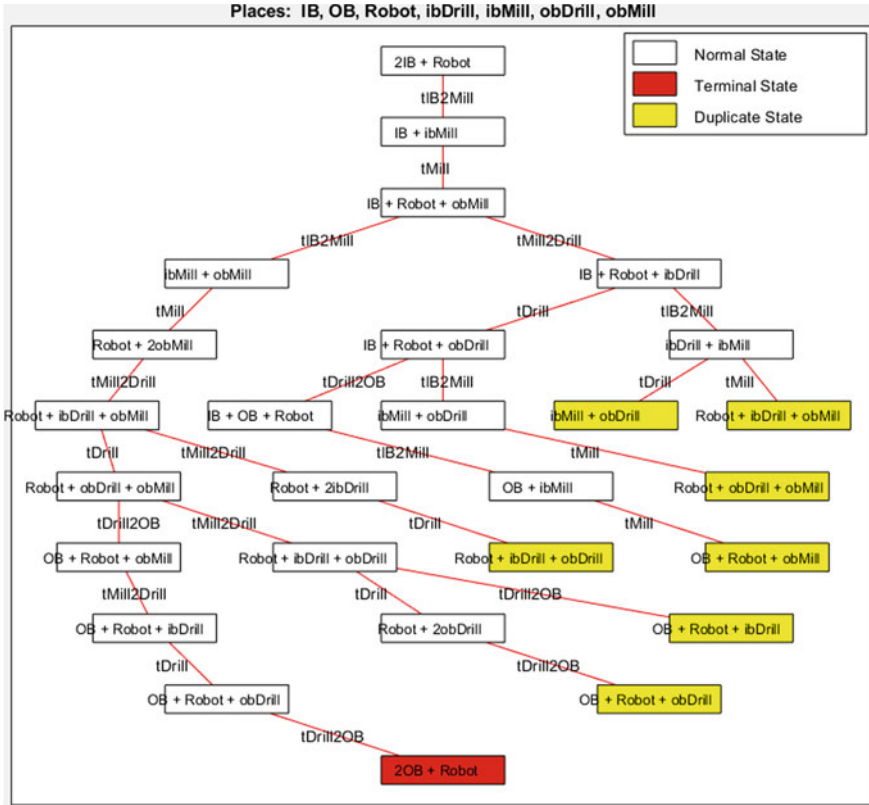 Places: IB, OB, Robot, ibDrill, ibMill, obDrill, obMill
Normal State
Terminal State
Duplicate State
2IB + Robot
tIB2Mill
IB + ibMill
tMill
IB + Robot + obMill
tIB2Mill tMill2Drill
ibMill + obMill IB + Robot + ibDrill
tMill tDrill tIB2Mill
Robot + 2obMill IB + Robot + obDrill ibDrill + ibMill
tMill2Drill tDrill2OB tIB2Mill tDrill tMill
Robot + ibDrill + obMill IB + OB + Robot ibMill + obDrill ibMill + obDrill Robot + ibDrill + obMill
tDrill tMill2Drill tIB2Mill tMill
Robot + obDrill + obMill Robot + 2ibDrill OB + ibMill Robot + obDrill + obMill
tDrill2OB tMill2Drill tDrill tMill
OB + Robot + obMill Robot + ibDrill + obDrill Robot + ibDrill + obDrill OB + Robot + obMill
tMill2Drill tDrill tDrill2OB
OB + Robot + ibDrill Robot + 2obDrill OB + Robot + ibDrill
tDrill tDrill2OB
OB + Robot + obDrill OB + Robot + obDrill
tDrill2OB
2OB + Robot